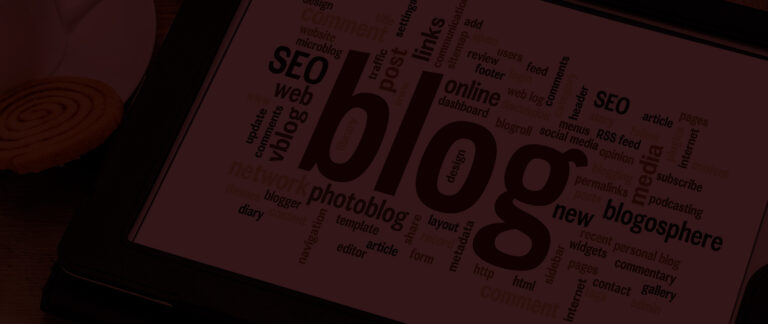 design
comment
website
microblog
SEO
web
traffic
post
links
settings
communication
sitemap
add
review
users
feed
footer
online
web log
dashboard
comments
header
SEO
article
pages
blogroll
social media
menus
RSS feed
opinion
media
internet
update
comments
vblog
blog
design
permalinks
subscribe
podcasting
network
photoblog
blogger
diary
template
article
editor
navigation
share
form
layout
metadata
new
blogosphere
recent personal blog
widgets
commentary
sidebar
pages
contact
gallery
http
html
comment
internet
tags
admin